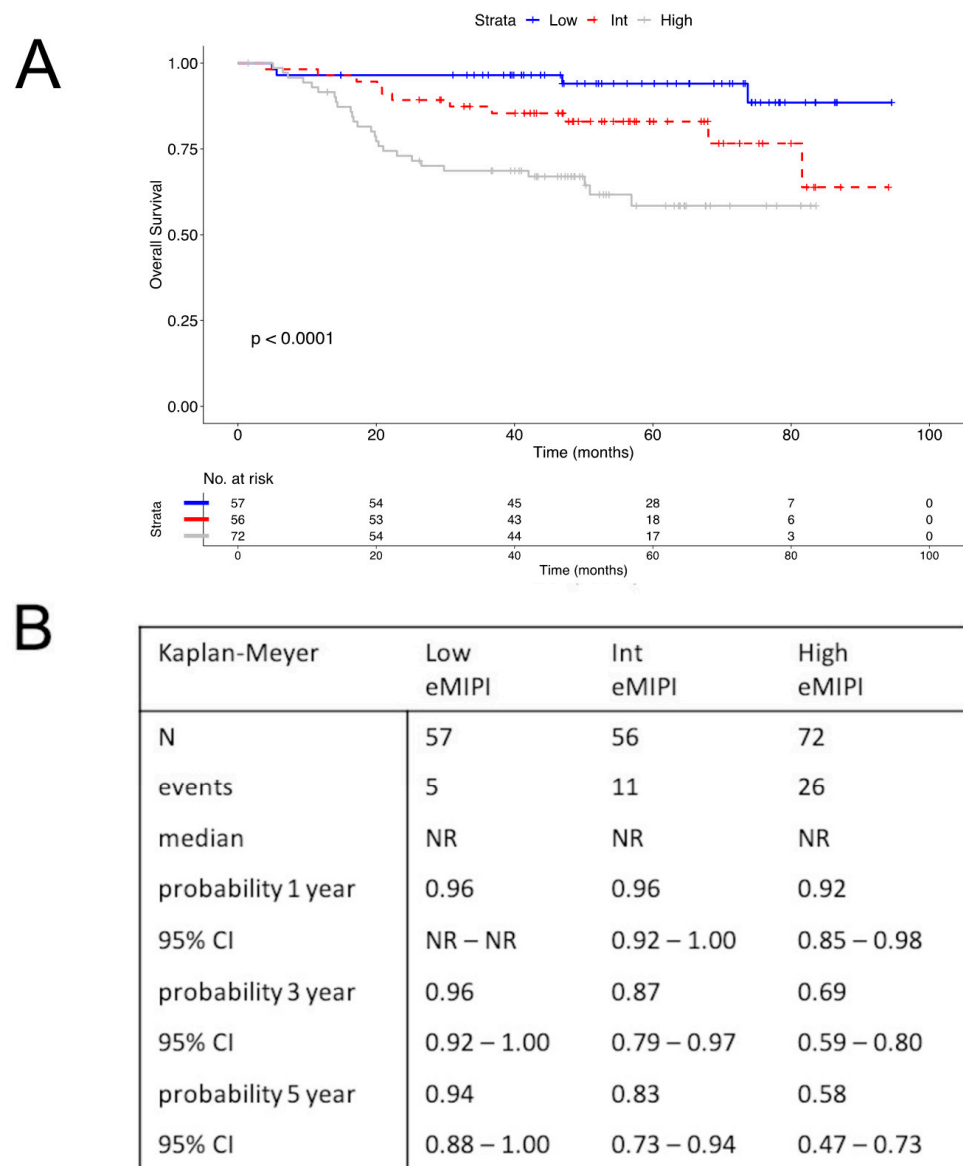 Strata Low Int High
A
1.00
0.75
0.50
0.25
0.00
Overall Survival
p < 0.0001
0 20 40 60 80 100
Time (months)
No. at risk
Strata
57 54 45 28 7 0
56 53 43 18 6 0
72 54 44 17 3 0
0 20 40 60 80 100
Time (months)
B
Kaplan-Meyer Low eMIPI Int eMIPI High eMIPI
N 57 56 72
events 5 11 26
median NR NR NR
probability 1 year 0.96 0.96 0.92
95% CI NR – NR 0.92 – 1.00 0.85 – 0.98
probability 3 year 0.96 0.87 0.69
95% CI 0.92 – 1.00 0.79 – 0.97 0.59 – 0.80
probability 5 year 0.94 0.83 0.58
95% CI 0.88 – 1.00 0.73 – 0.94 0.47 – 0.73